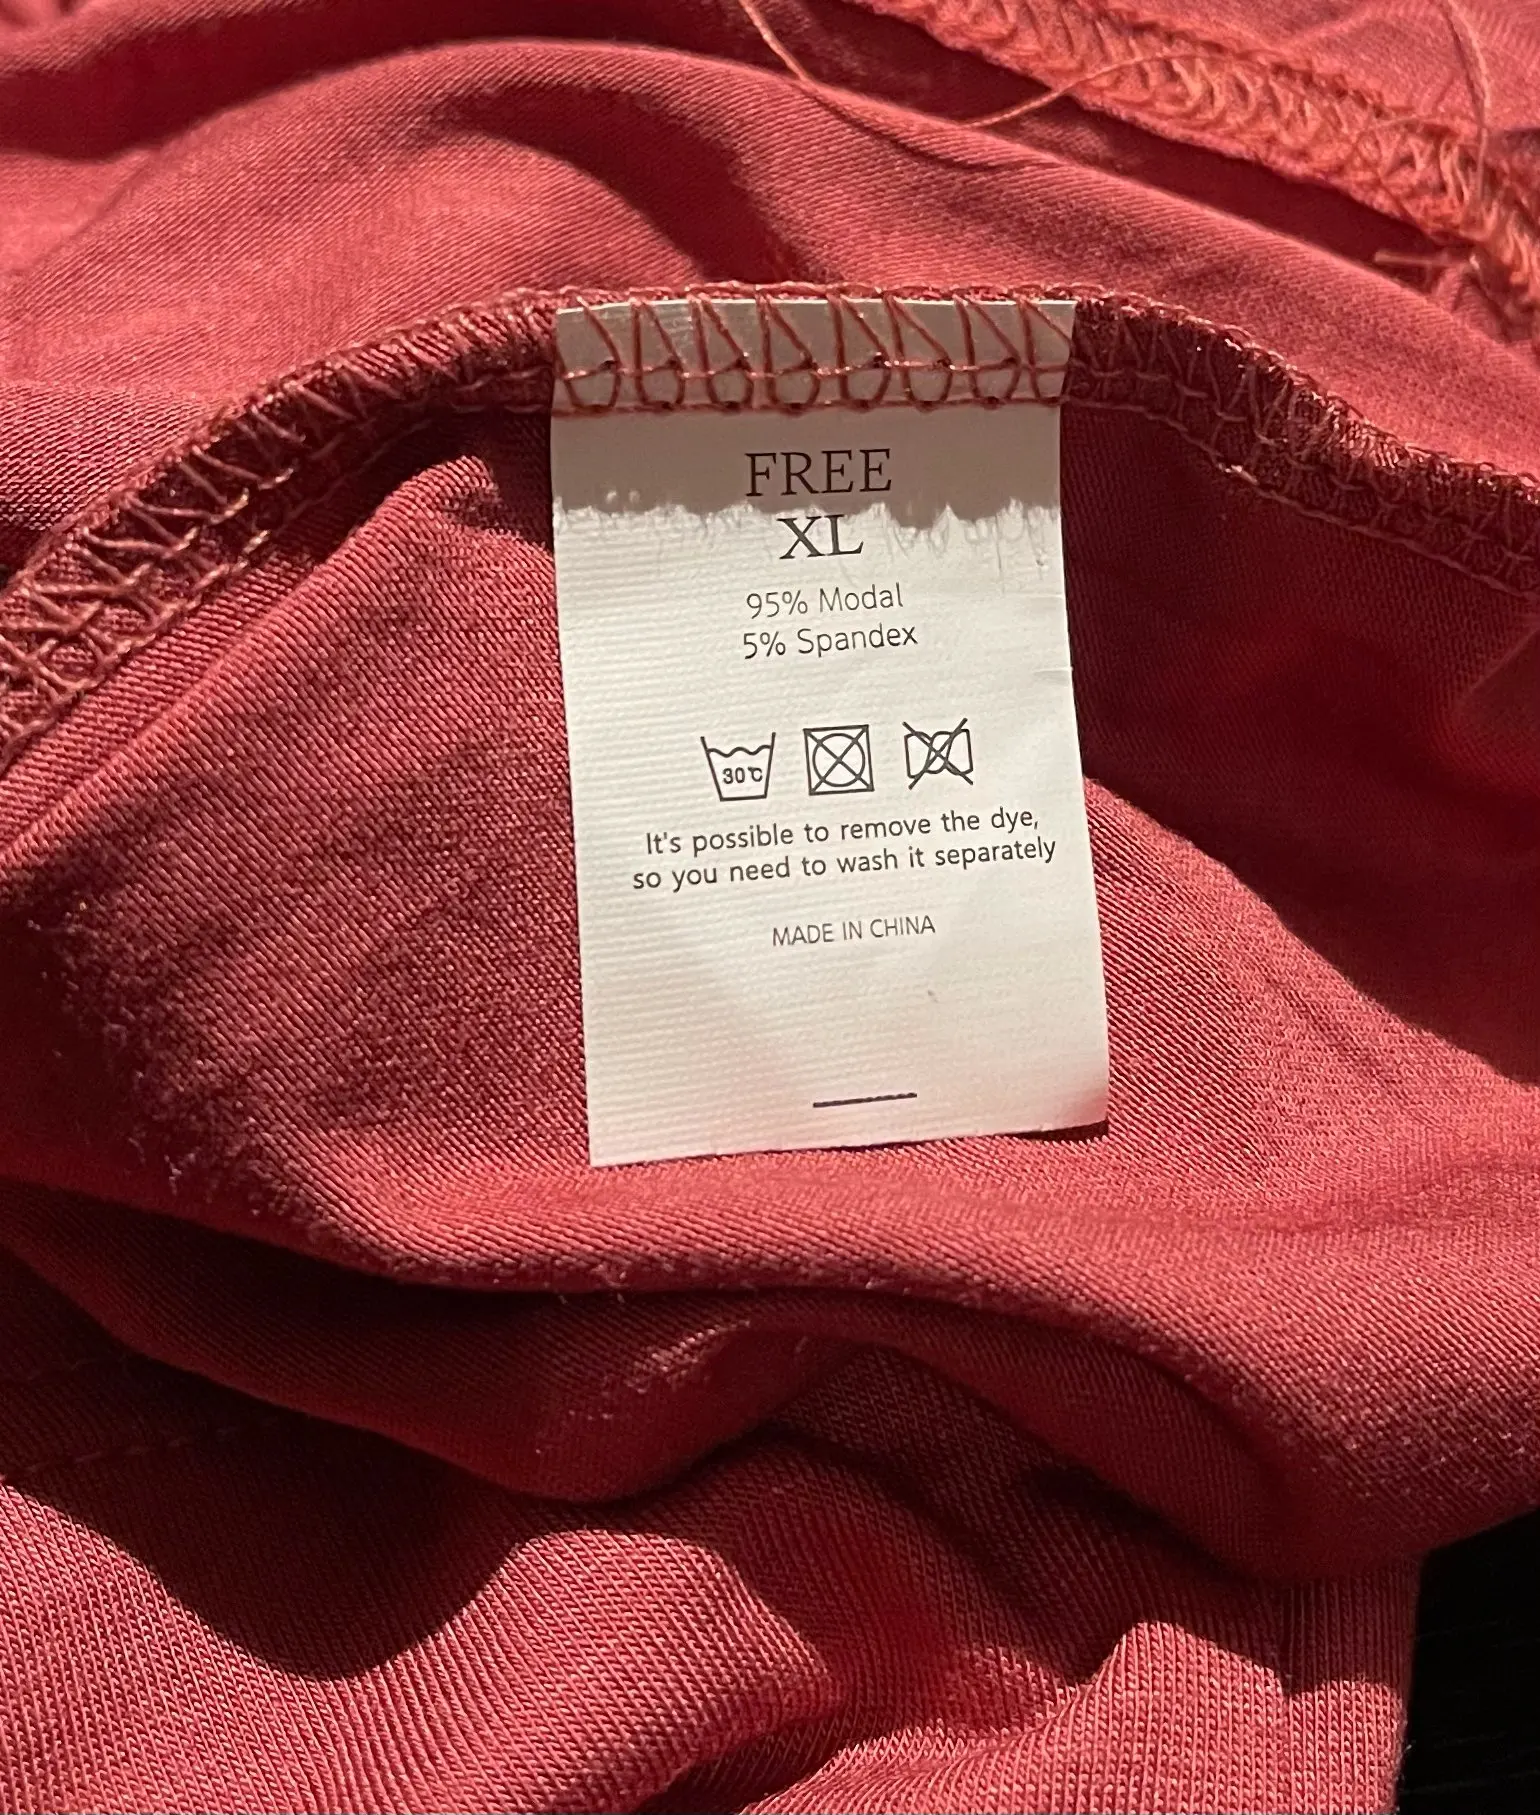 FREE
XL
95% Modal
5% Spandex
30℃
It's possible to remove the dye,
so you need to wash it separately
MADE IN CHINA